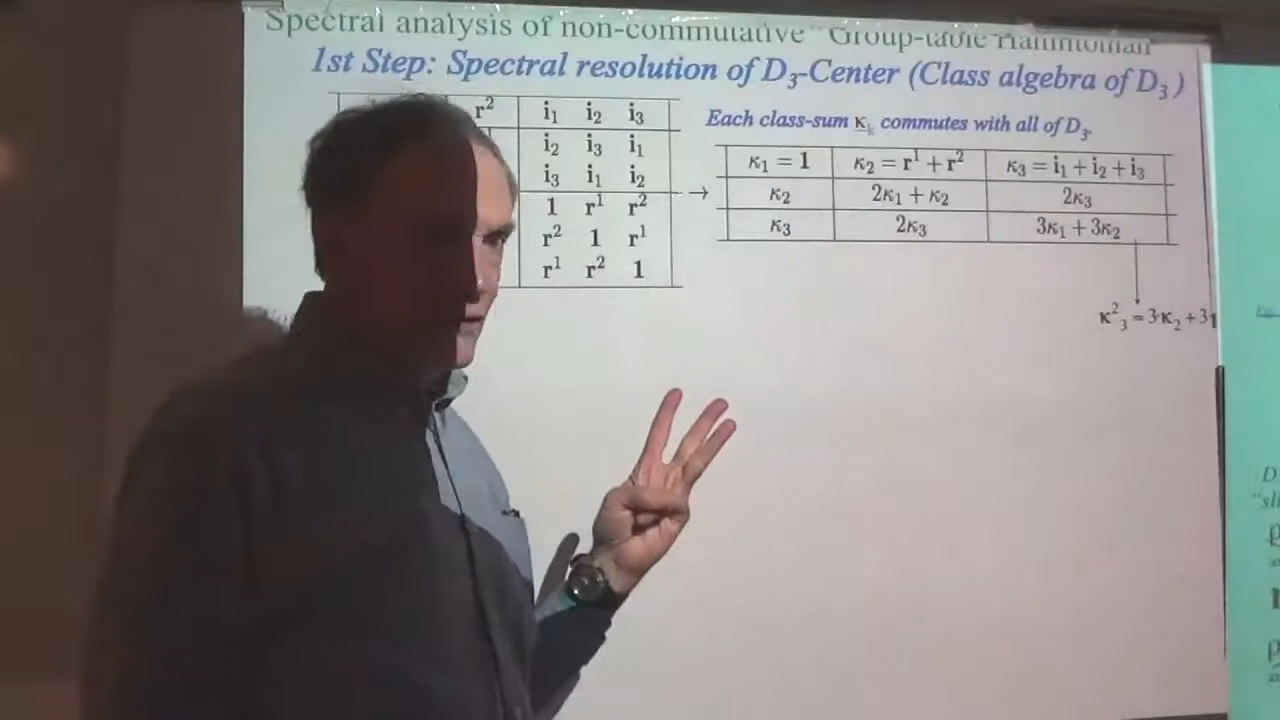 Spectral analysis of non-commutative "Group-table Hamiltonian"
1st Step: Spectral resolution of D₃-Center (Class algebra of D₃)
r² i₁ i₂ i₃
i₂ i₃ i₁
i₃ i₁ i₂
1 r¹ r²
r² 1 r¹
r¹ r² 1
→
Each class-sum κₖ commutes with all of D₃.
κ₁ = 1 κ₂ = r¹ + r² κ₃ = i₁ + i₂ + i₃
κ₂ 2κ₁ + κ₂ 2κ₃
κ₃ 2κ₃ 3κ₁ + 3κ₂
κ²₃ = 3·κ₂ + 31
D
"sl